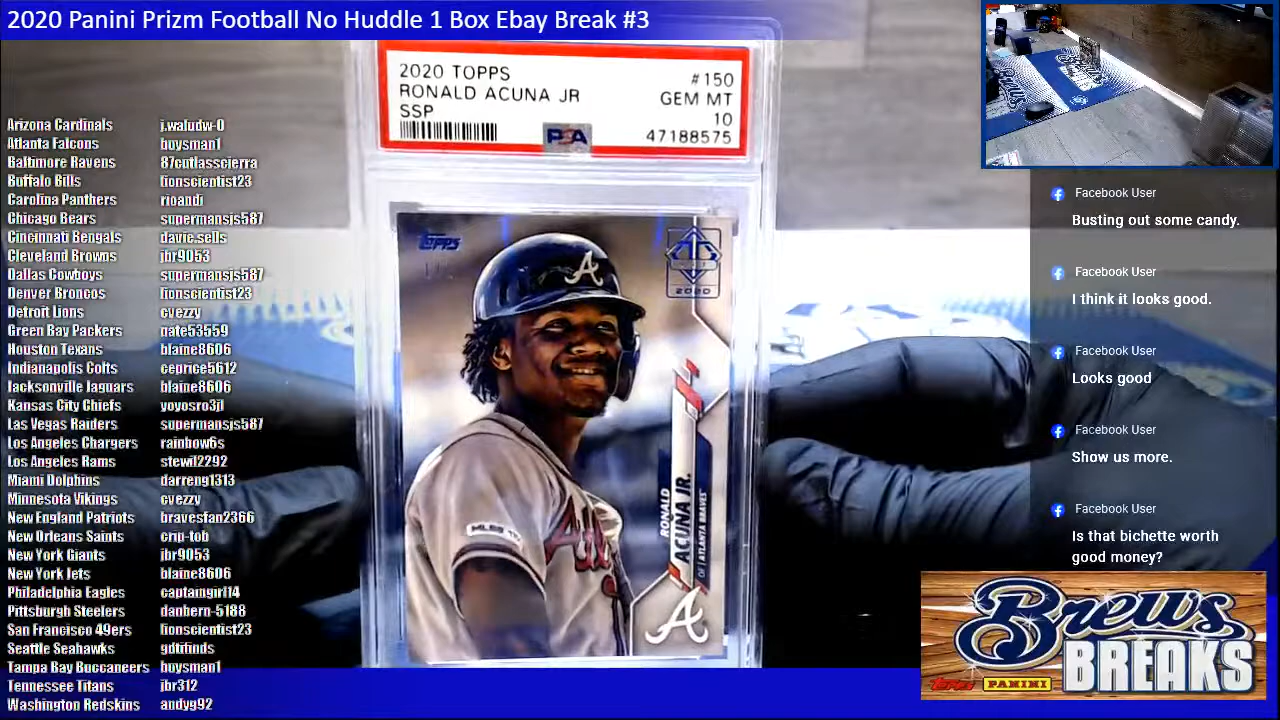 2020 Panini Prizm Football No Huddle 1 Box Ebay Break #3
Arizona Cardinals j.waludw-0
Atlanta Falcons buysman1
Baltimore Ravens 87cutlasscierra
Buffalo Bills lionscientist23
Carolina Panthers rioandi
Chicago Bears supermansjs587
Cincinnati Bengals davie.sells
Cleveland Browns jbr9053
Dallas Cowboys supermansjs587
Denver Broncos lionscientist23
Detroit Lions cvezzy
Green Bay Packers nate53559
Houston Texans blaine8606
Indianapolis Colts ceprice5612
Jacksonville Jaguars blaine8606
Kansas City Chiefs yoyosro3jl
Las Vegas Raiders supermansjs587
Los Angeles Chargers rainbow6s
Los Angeles Rams stewil2292
Miami Dolphins darreng1313
Minnesota Vikings cvezzy
New England Patriots bravesfan2366
New Orleans Saints crip-tob
New York Giants jbr9053
New York Jets blaine8606
Philadelphia Eagles captaingirl14
Pittsburgh Steelers danbern-5188
San Francisco 49ers lionscientist23
Seattle Seahawks gdtifinds
Tampa Bay Buccaneers buysman1
Tennessee Titans jbr312
Washington Redskins andyg92
2020 TOPPS #150
RONALD ACUNA JR GEM MT
SSP 10
PSA 47188575
TOPPS
2020
A
RONALD
ACUNA JR.
OF | ATLANTA BRAVES
A
Facebook User
Busting out some candy.
Facebook User
I think it looks good.
Facebook User
Looks good
Facebook User
Show us more.
Facebook User
Is that bichette worth
good money?
Brews
BREAKS
TOPPS PANINI